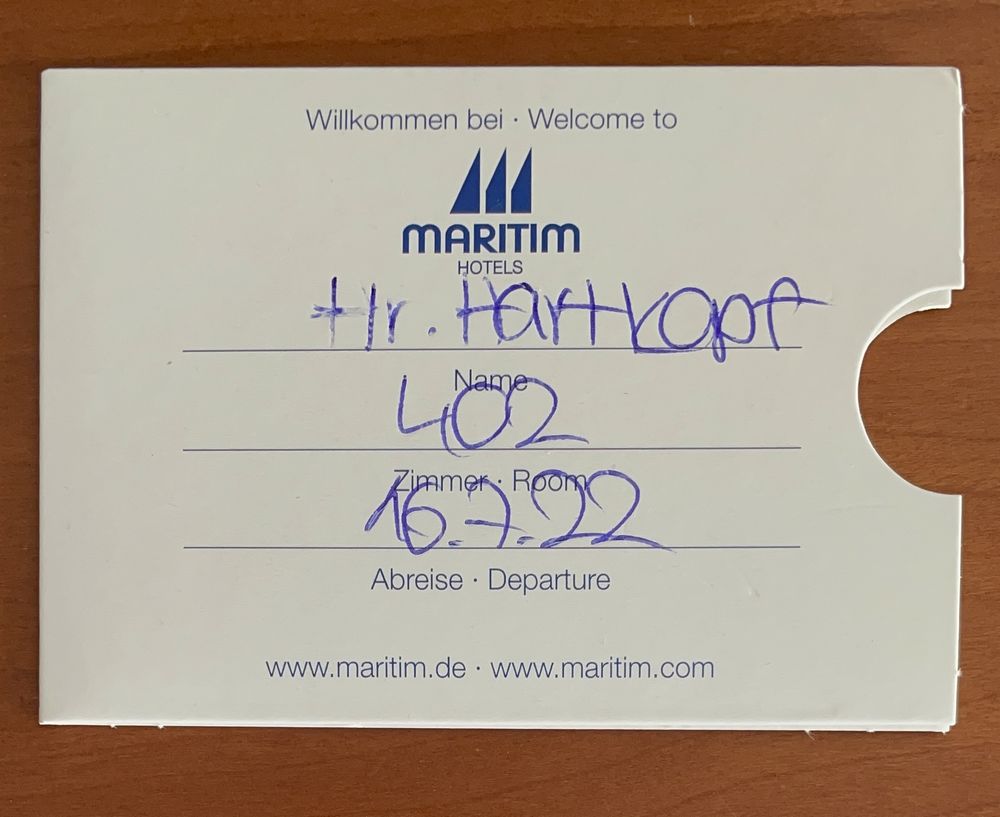 Willkommen bei · Welcome to
MARITIM
HOTELS
Hr. Hartkopf
Name
402
Zimmer · Room
16.7.22
Abreise · Departure
www.maritim.de · www.maritim.com